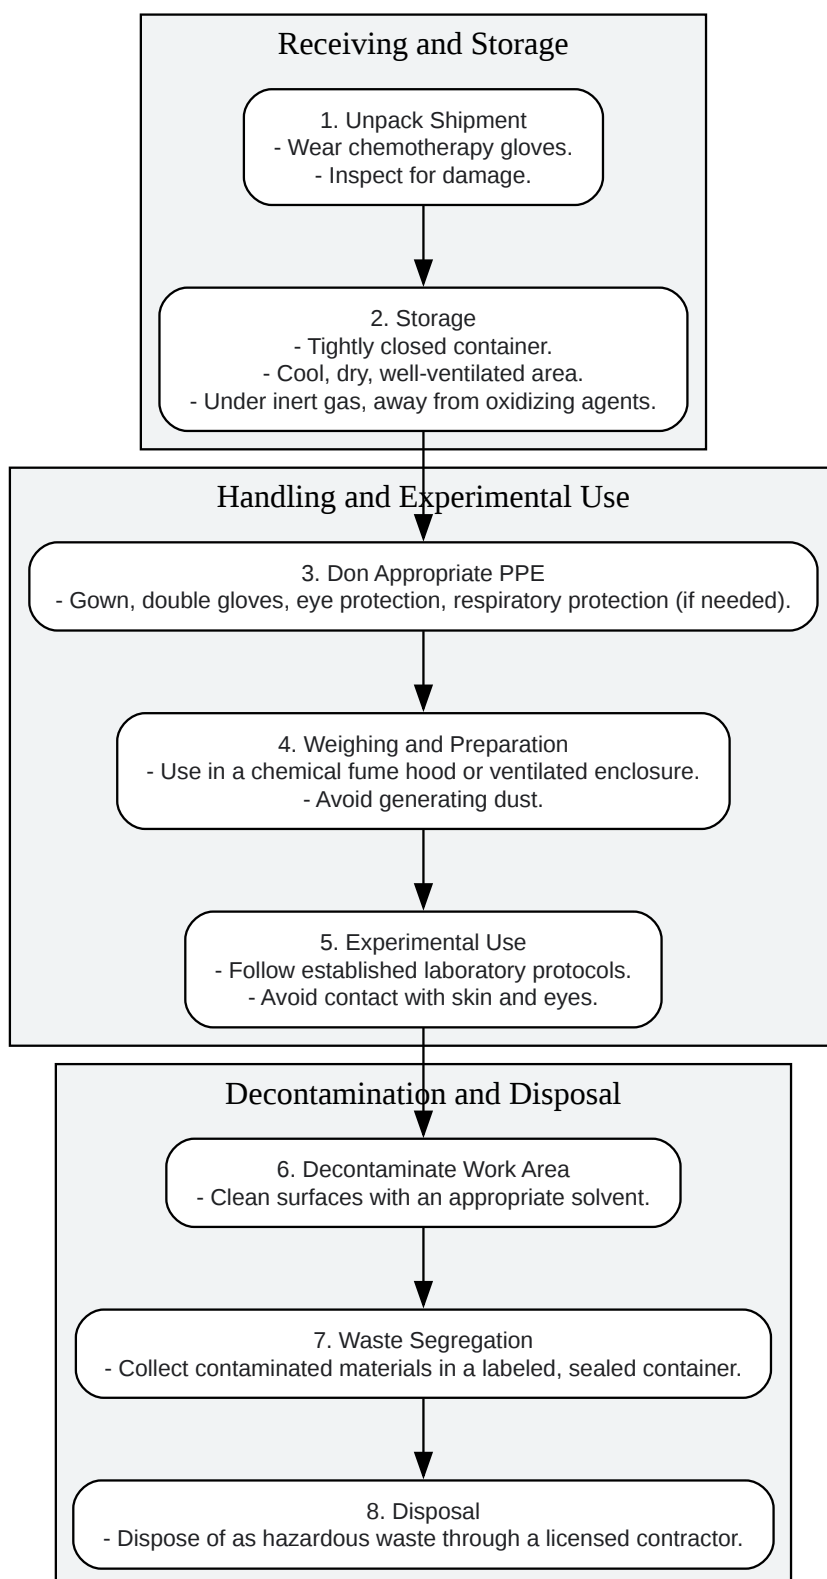 Receiving and Storage
1. Unpack Shipment
- Wear chemotherapy gloves.
- Inspect for damage.
2. Storage
- Tightly closed container.
- Cool, dry, well-ventilated area.
- Under inert gas, away from oxidizing agents.
Handling and Experimental Use
3. Don Appropriate PPE
- Gown, double gloves, eye protection, respiratory protection (if needed).
4. Weighing and Preparation
- Use in a chemical fume hood or ventilated enclosure.
- Avoid generating dust.
5. Experimental Use
- Follow established laboratory protocols.
- Avoid contact with skin and eyes.
Decontamination and Disposal
6. Decontaminate Work Area
- Clean surfaces with an appropriate solvent.
7. Waste Segregation
- Collect contaminated materials in a labeled, sealed container.
8. Disposal
- Dispose of as hazardous waste through a licensed contractor.